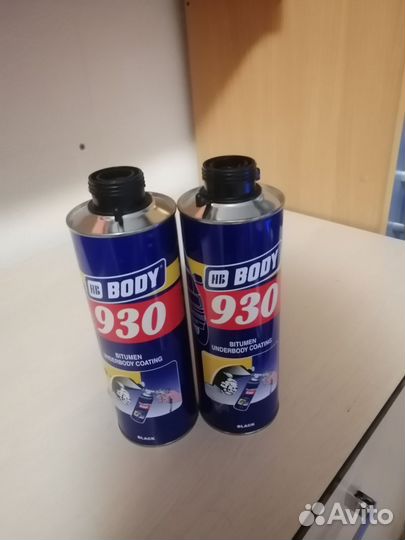 HB BODY
930
BITUMEN
UNDERBODY COATING
BLACK
HB BODY
930
BITUMEN
UNDERBODY COATING
BLACK
Avito